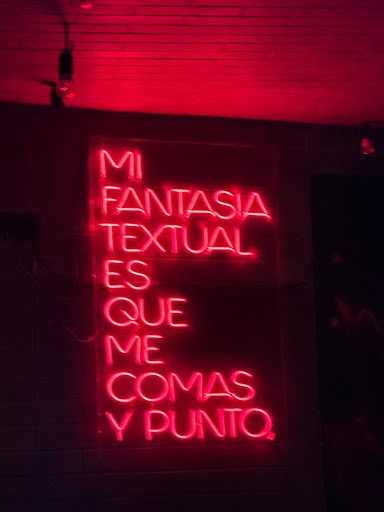 MI
FANTASIA
TEXTUAL
ES
QUE
ME
COMAS
Y PUNTO.